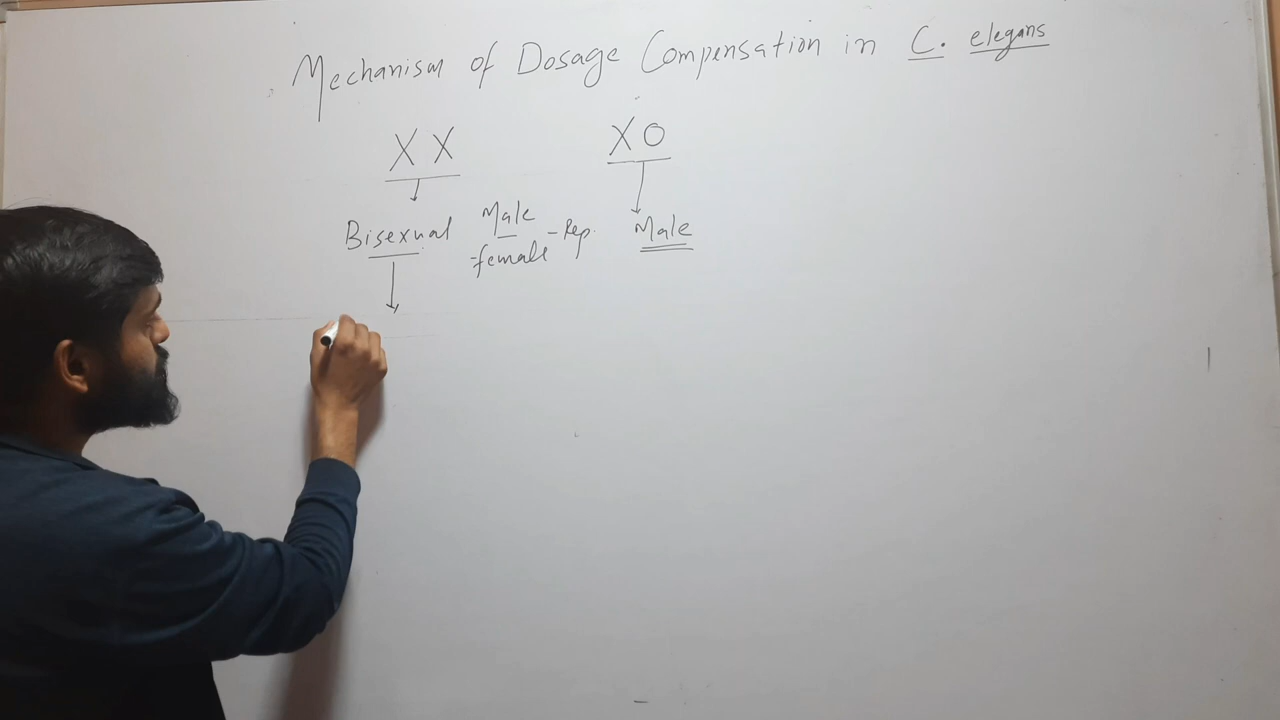 Mechanism of Dosage Compensation in C. elegans
XX XO
Bisexual Male female - Rep. Male